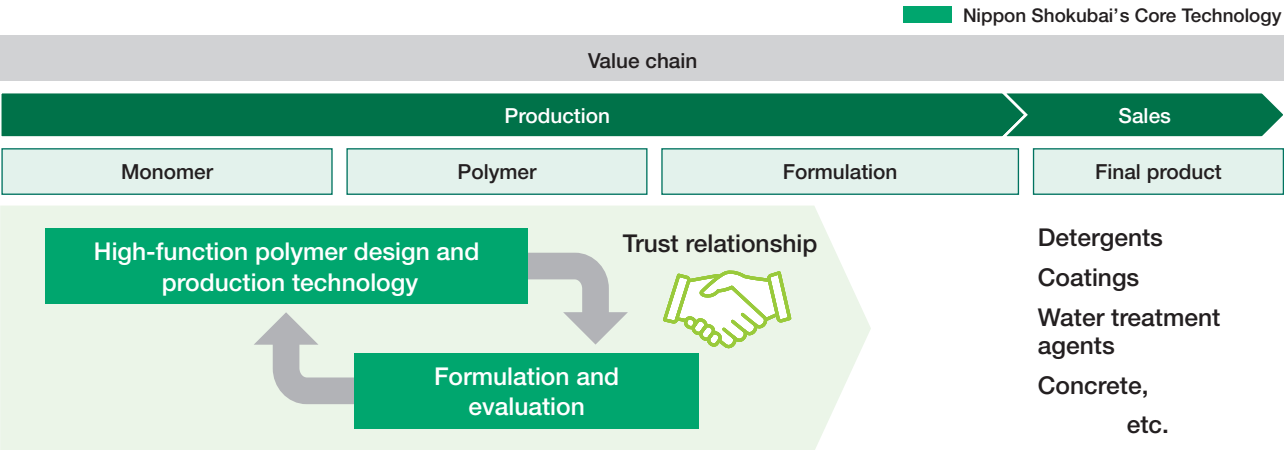 Nippon Shokubai's Core Technology
Value chain
Production
Sales
Monomer
Polymer
Formulation
Final product
High-function polymer design and
production technology
Trust relationship
Formulation and
evaluation
Detergents
Coatings
Water treatment
agents
Concrete,
etc.